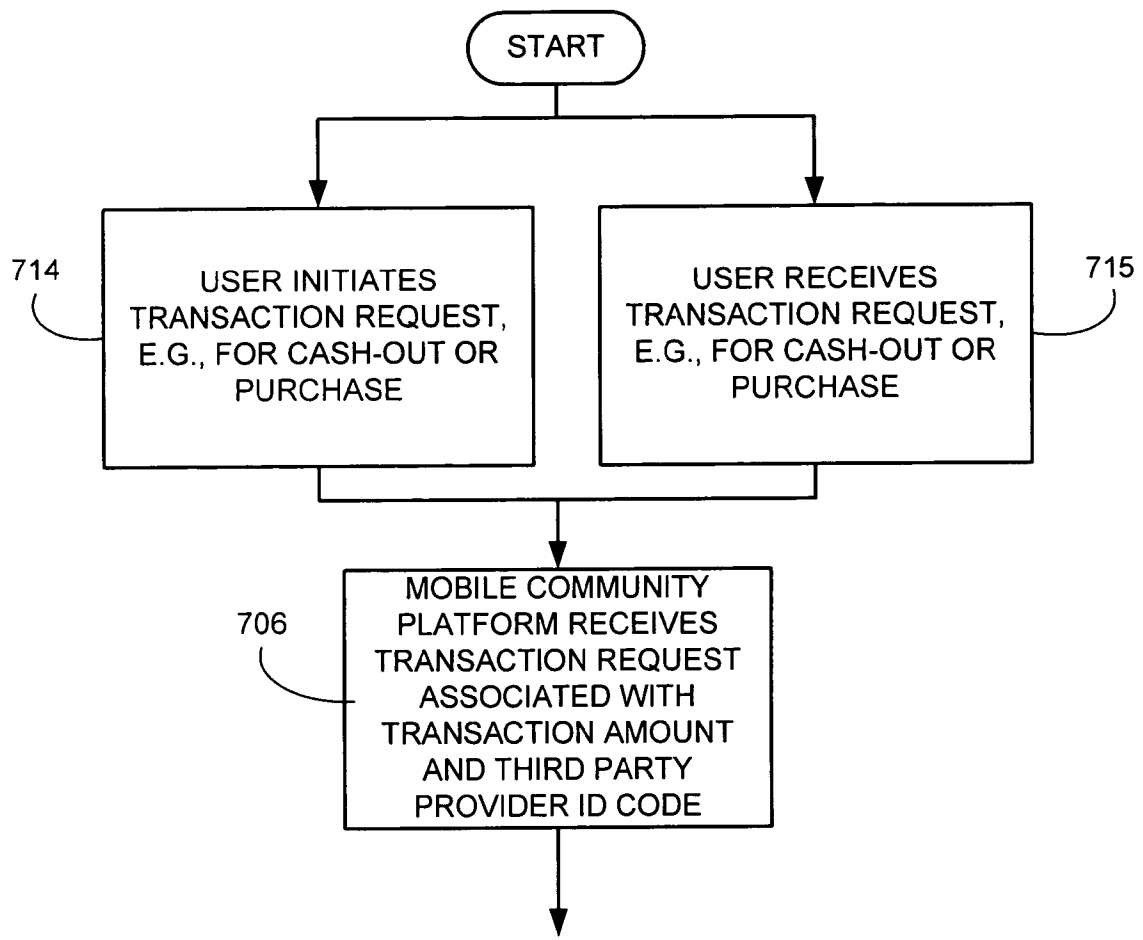 START
714
USER INITIATES
TRANSACTION REQUEST,
E.G., FOR CASH-OUT OR
PURCHASE
USER RECEIVES
TRANSACTION REQUEST,
E.G., FOR CASH-OUT OR
PURCHASE
715
706
MOBILE COMMUNITY
PLATFORM RECEIVES
TRANSACTION REQUEST
ASSOCIATED WITH
TRANSACTION AMOUNT
AND THIRD PARTY
PROVIDER ID CODE